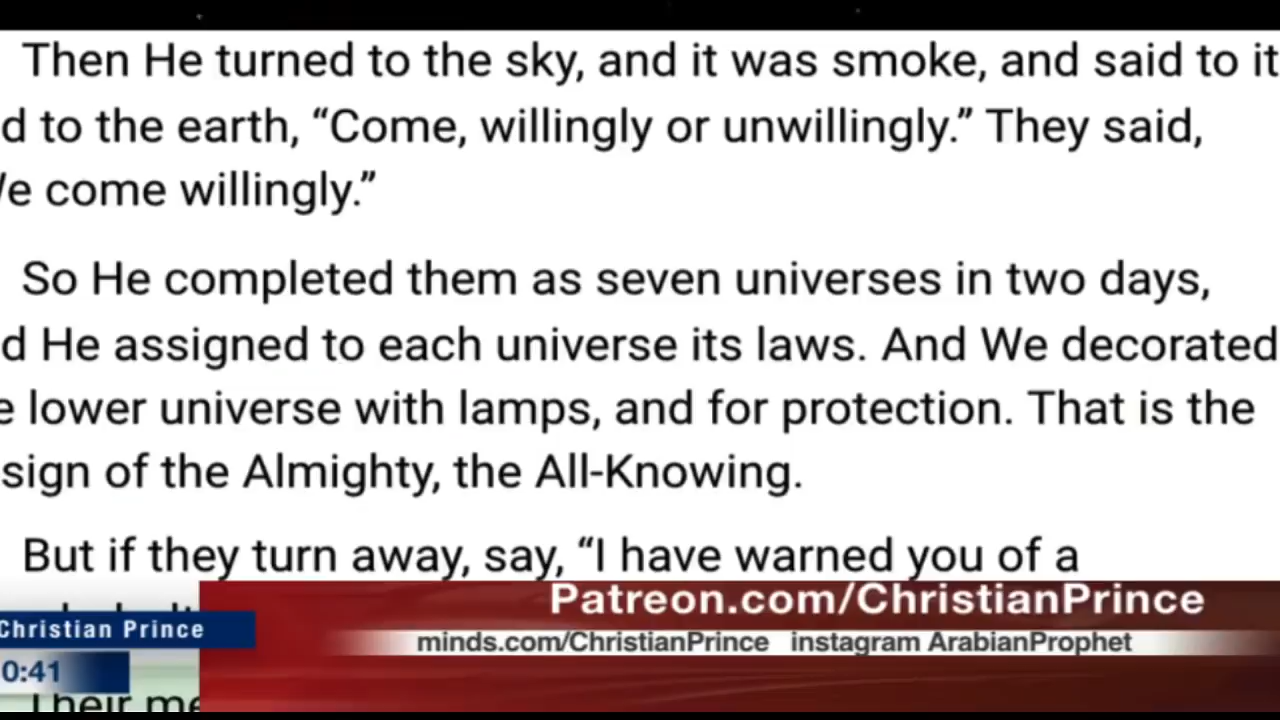 Then He turned to the sky, and it was smoke, and said to it
d to the earth, “Come, willingly or unwillingly.” They said,
e come willingly.”
So He completed them as seven universes in two days,
d He assigned to each universe its laws. And We decorated
e lower universe with lamps, and for protection. That is the
sign of the Almighty, the All-Knowing.
But if they turn away, say, “I have warned you of a
Patreon.com/ChristianPrince
Christian Prince
minds.com/ChristianPrince instagram ArabianProphet
0:41
Their me